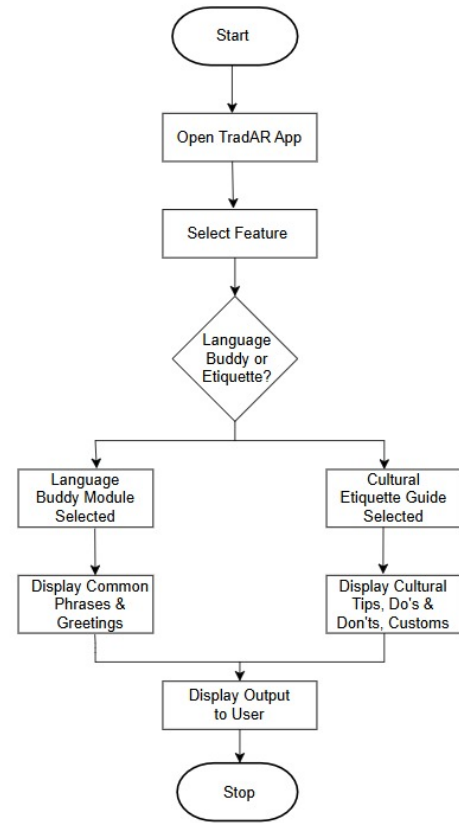 Start
Open TradAR App
Select Feature
Language
Buddy or
Etiquette?
Language
Buddy Module
Selected
Cultural
Etiquette Guide
Selected
Display Common
Phrases &
Greetings
Display Cultural
Tips, Do's &
Don'ts, Customs
Display Output
to User
Stop